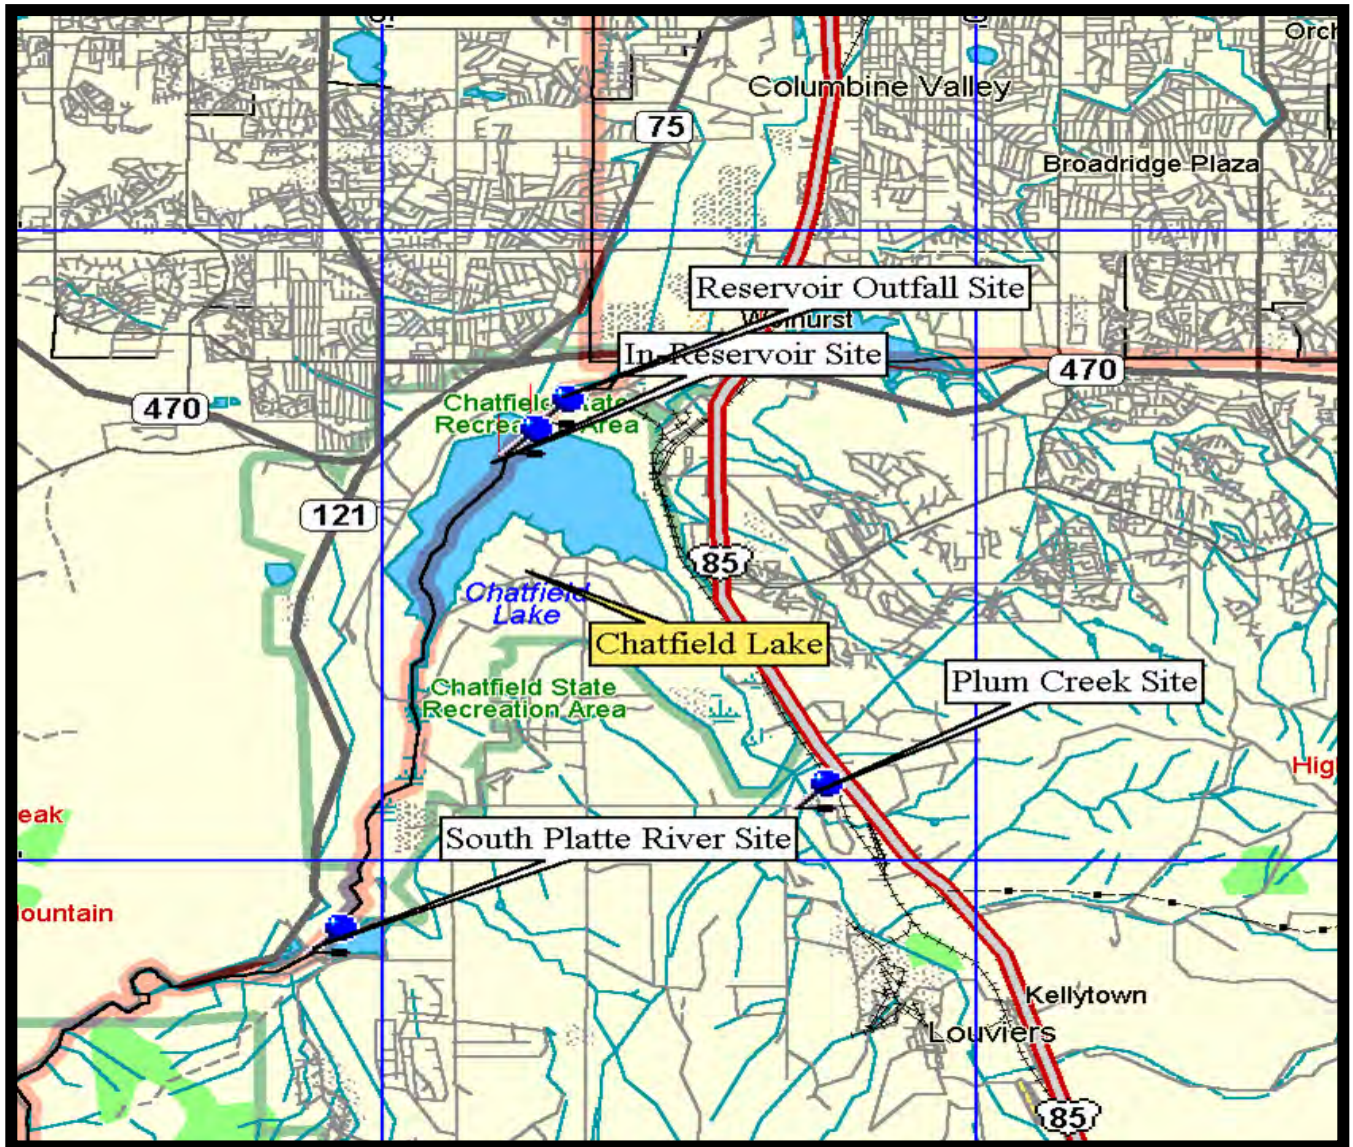 Columbine Valley
75
Broadridge Plaza
Reservoir Outfall Site
In-Reservoir Site
470
470
Chatfield State
Recrea Area
121
85
Chatfield
Lake
Chatfield Lake
Plum Creek Site
Chatfield State
Recreation Area
South Platte River Site
eak
ountain
Kellytown
Louviers
85